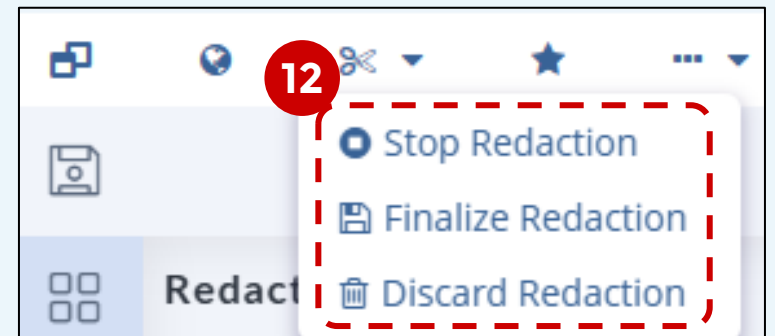 12
Stop Redaction
Finalize Redaction
Redact
Discard Redaction